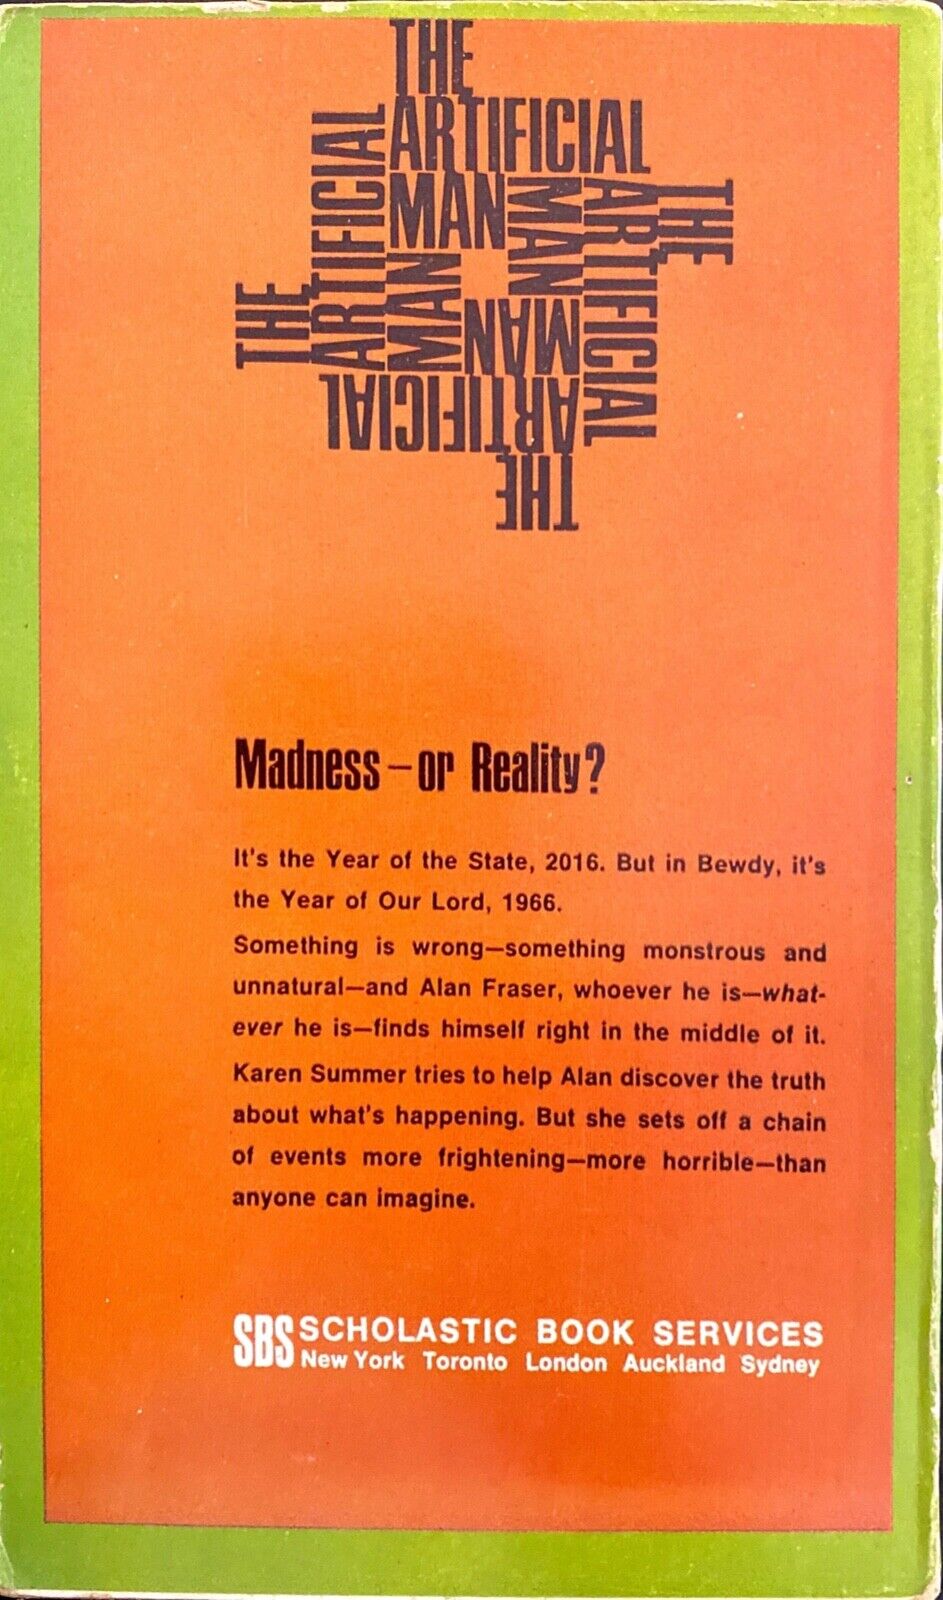 THE
ARTIFICIAL
MAN
THE
ARTIFICIAL
MAN
THE
ARTIFICIAL
MAN
THE
ARTIFICIAL
MAN
Madness – or Reality?
It's the Year of the State, 2016. But in Bewdy, it's
the Year of Our Lord, 1966.
Something is wrong—something monstrous and
unnatural—and Alan Fraser, whoever he is—what-
ever he is—finds himself right in the middle of it.
Karen Summer tries to help Alan discover the truth
about what's happening. But she sets off a chain
of events more frightening—more horrible—than
anyone can imagine.
SBS SCHOLASTIC BOOK SERVICES
New York Toronto London Auckland Sydney